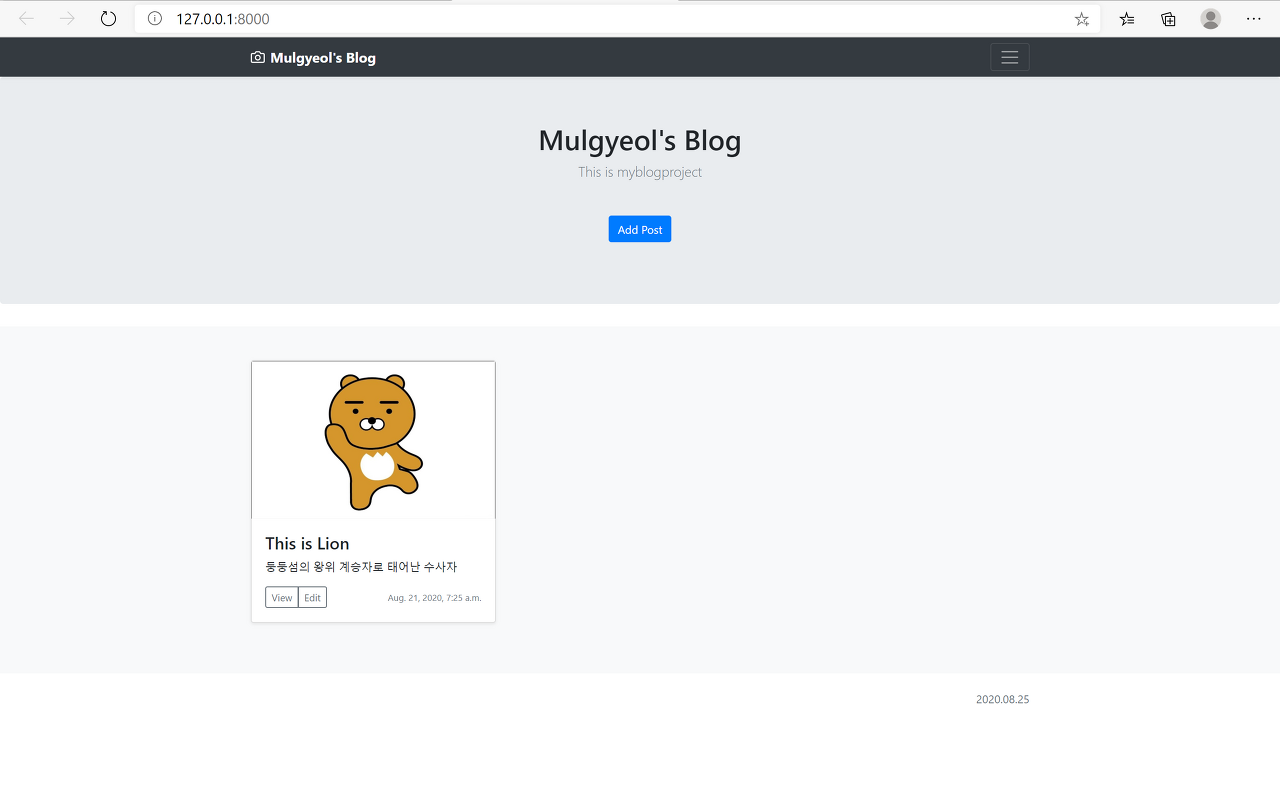 127.0.0.1:8000
Mulgyeol's Blog
Mulgyeol's Blog
This is myblogproject
Add Post
This is Lion
둥둥섬의 왕위 계승자로 태어난 수사자
View Edit Aug. 21, 2020, 7:25 a.m.
2020.08.25